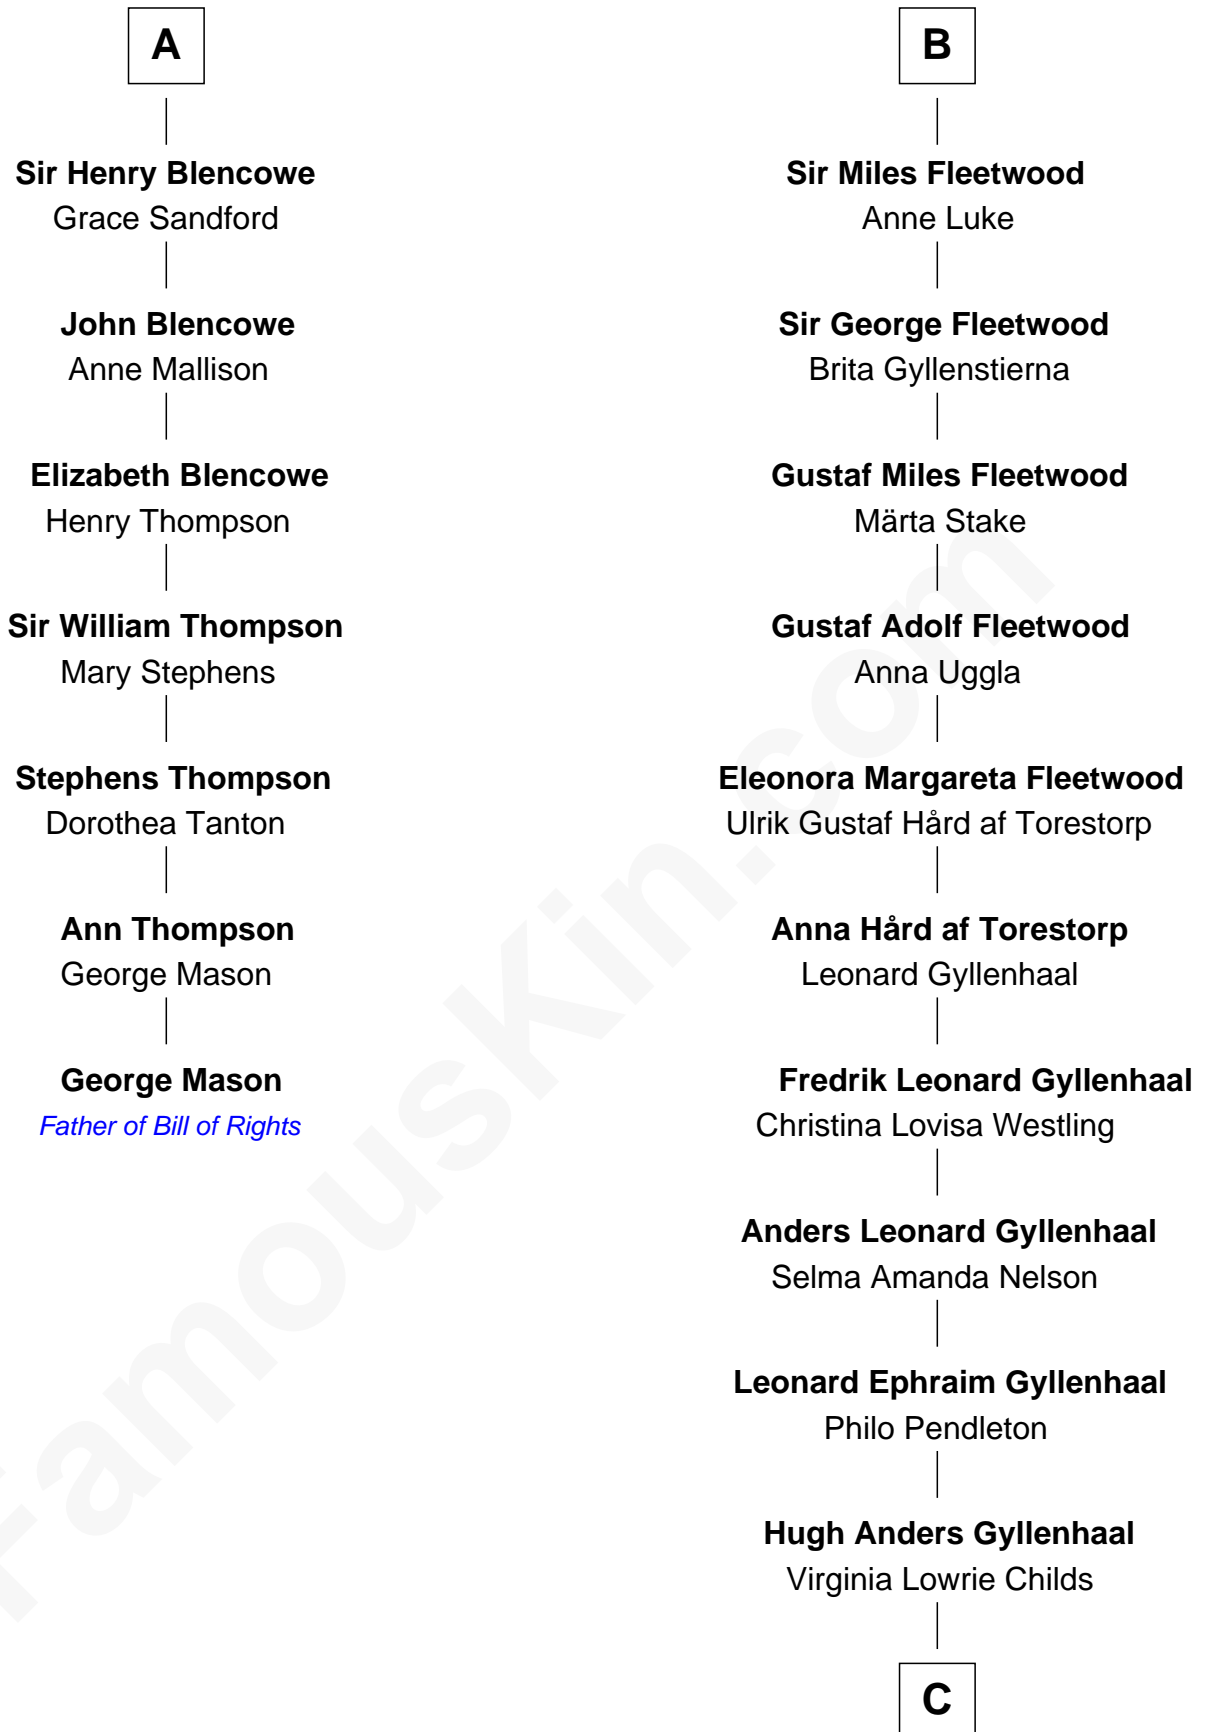 A
Sir Henry Blencowe
Grace Sandford
John Blencowe
Anne Mallison
Elizabeth Blencowe
Henry Thompson
Sir William Thompson
Mary Stephens
Stephens Thompson
Dorothea Tanton
Ann Thompson
George Mason
George Mason
Father of Bill of Rights
B
Sir Miles Fleetwood
Anne Luke
Sir George Fleetwood
Brita Gyllenstierna
Gustaf Miles Fleetwood
Märta Stake
Gustaf Adolf Fleetwood
Anna Uggla
Eleonora Margareta Fleetwood
Ulrik Gustaf Hård af Torestorp
Anna Hård af Torestorp
Leonard Gyllenhaal
Fredrik Leonard Gyllenhaal
Christina Lovisa Westling
Anders Leonard Gyllenhaal
Selma Amanda Nelson
Leonard Ephraim Gyllenhaal
Philo Pendleton
Hugh Anders Gyllenhaal
Virginia Lowrie Childs
C
FamousKin.com